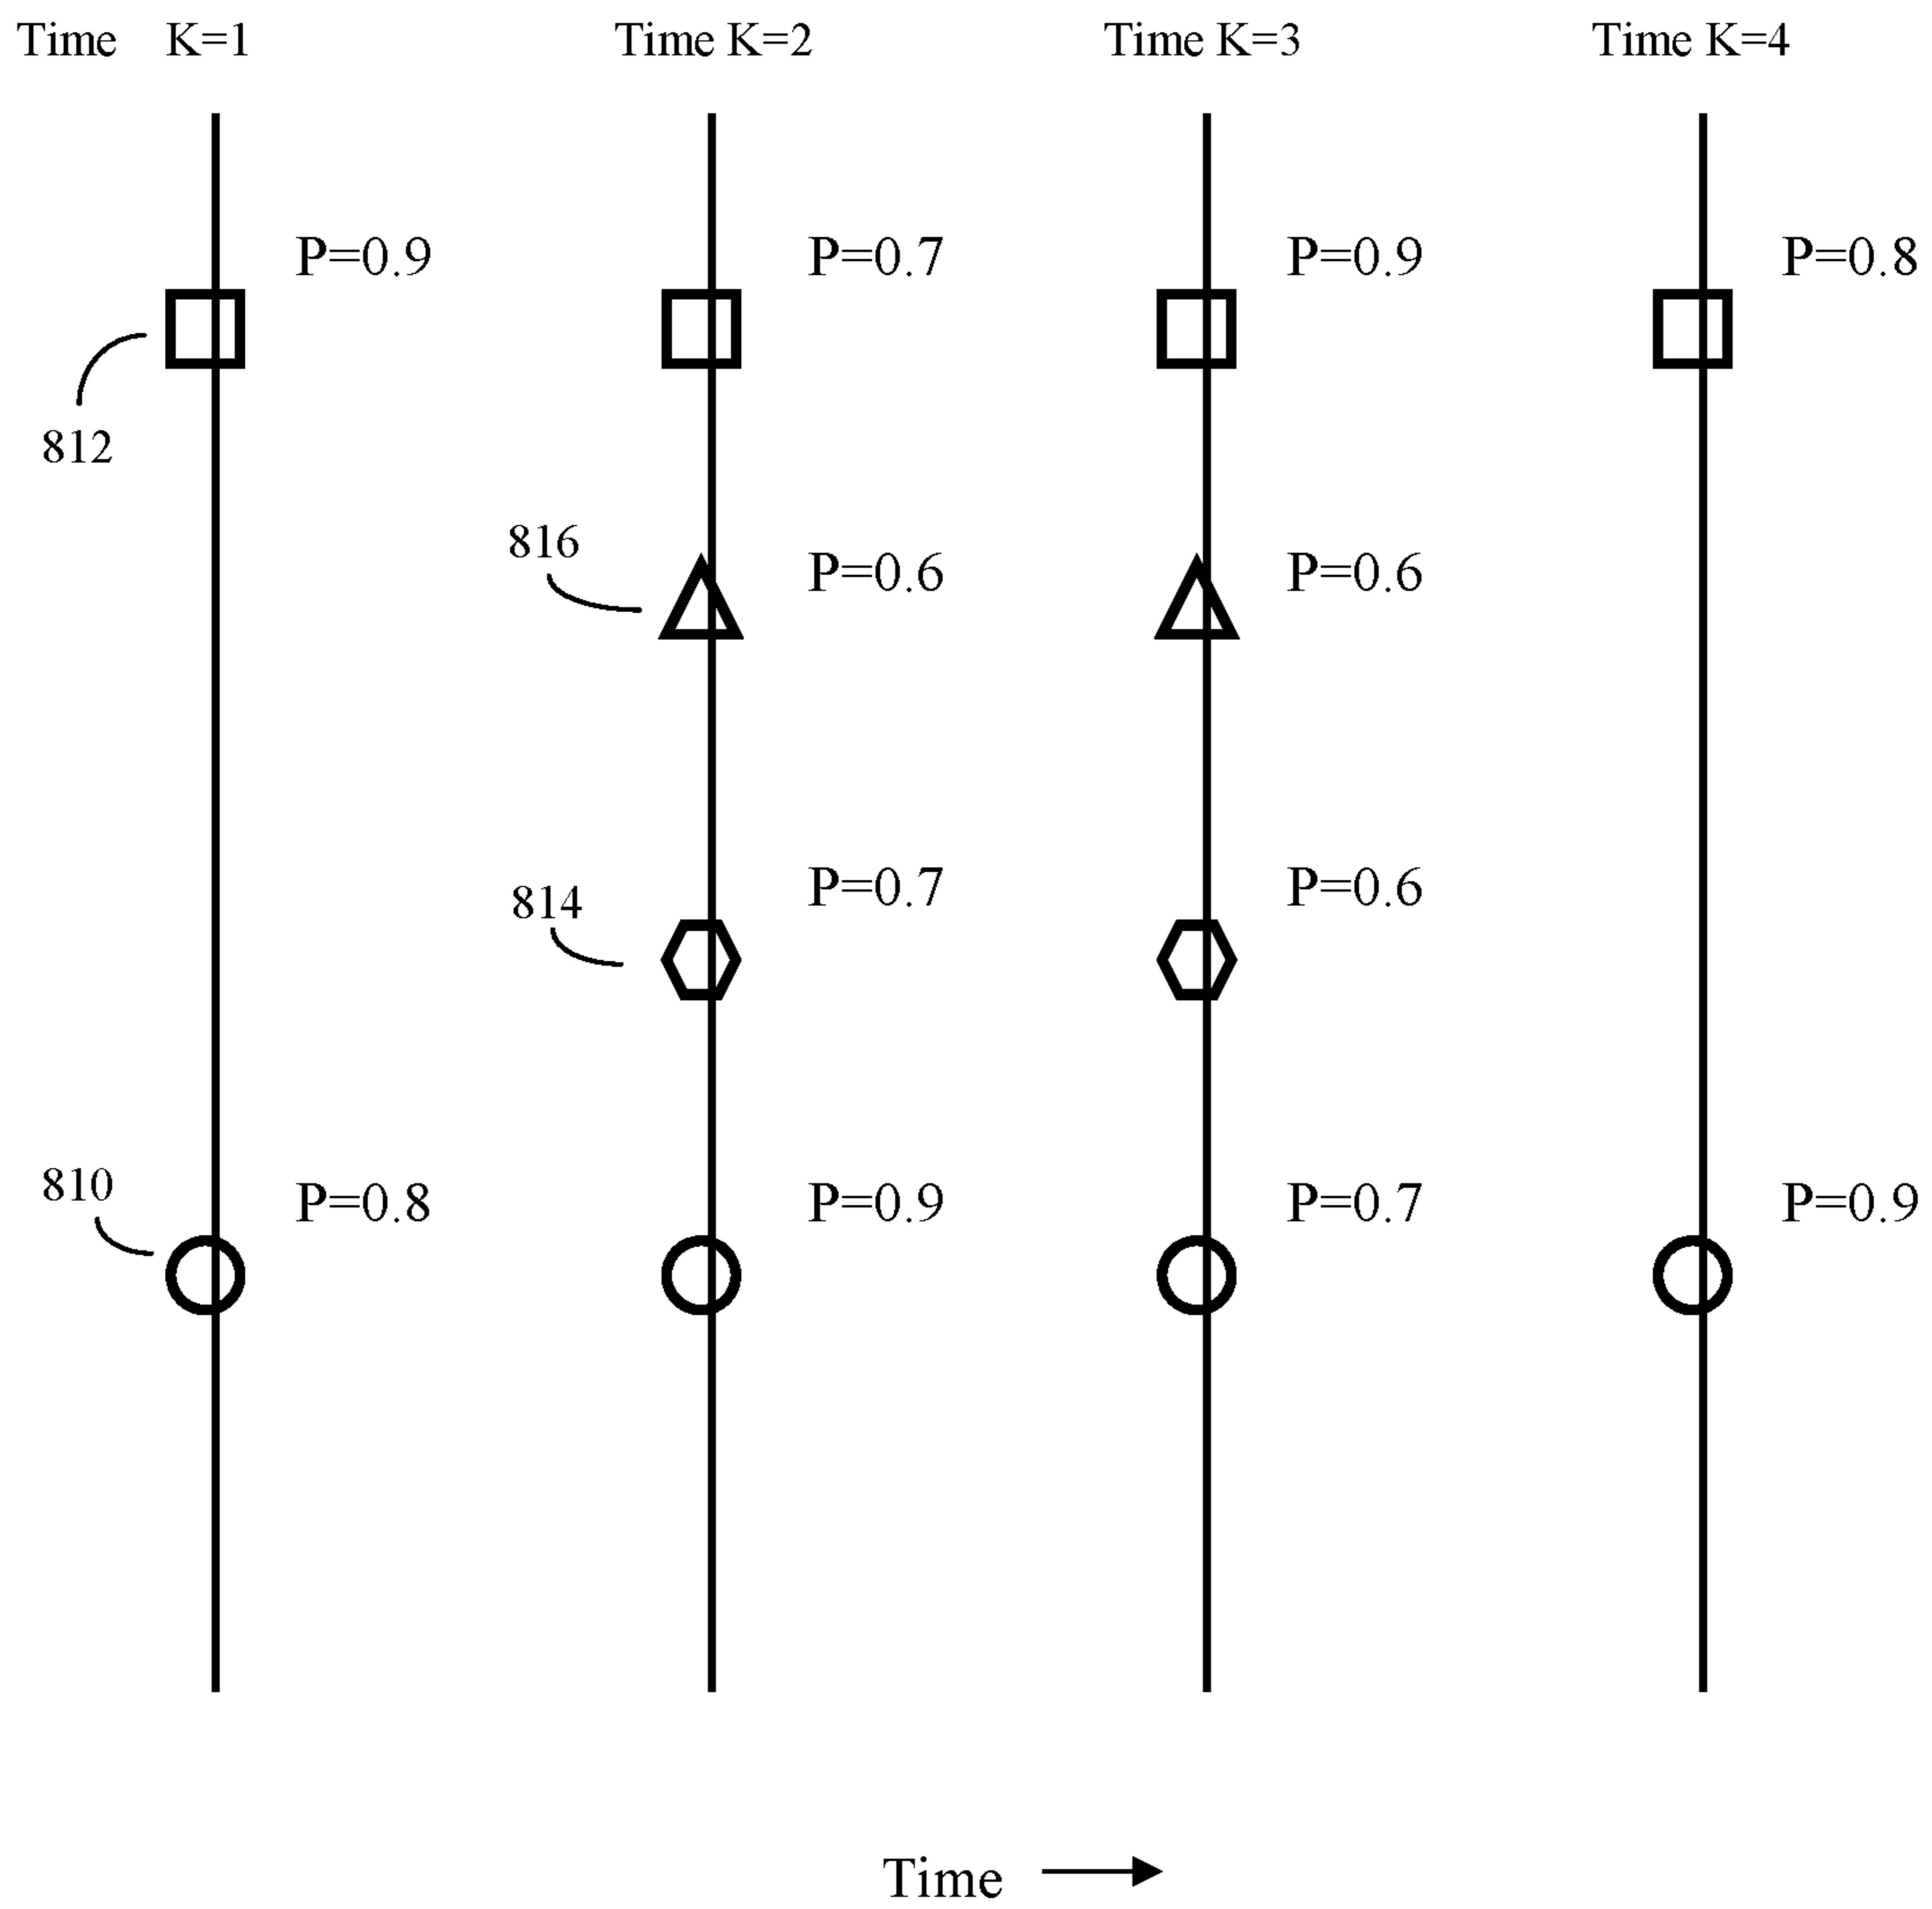 Time K=1 Time K=2 Time K=3 Time K=4
P=0.9 P=0.7 P=0.9 P=0.8
812
816 P=0.6 P=0.6
814 P=0.7 P=0.6
810 P=0.8 P=0.9 P=0.7 P=0.9
Time